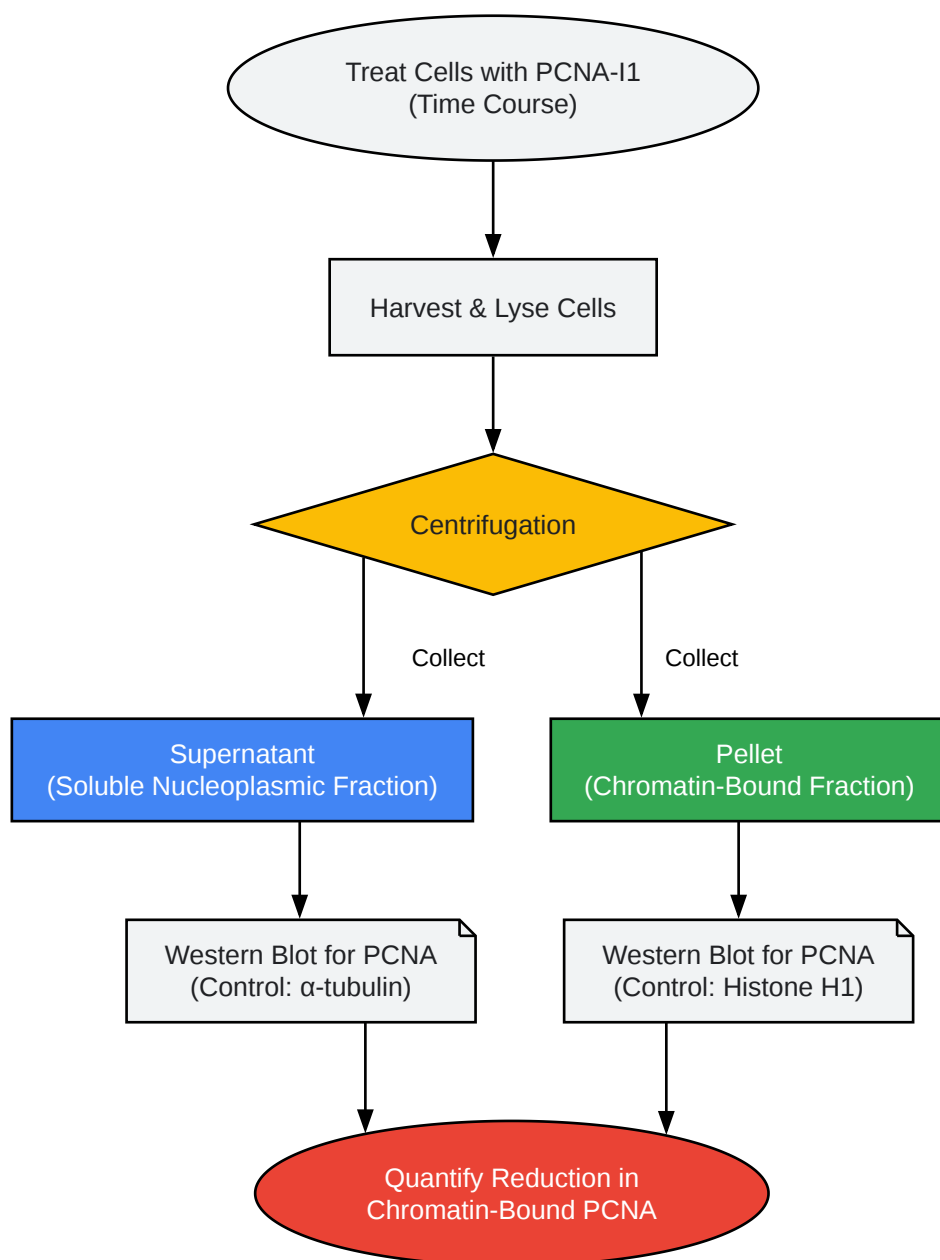 Treat Cells with PCNA-I1
(Time Course)
Harvest & Lyse Cells
Centrifugation
Collect
Collect
Supernatant
(Soluble Nucleoplasmic Fraction)
Pellet
(Chromatin-Bound Fraction)
Western Blot for PCNA
(Control: α-tubulin)
Western Blot for PCNA
(Control: Histone H1)
Quantify Reduction in
Chromatin-Bound PCNA